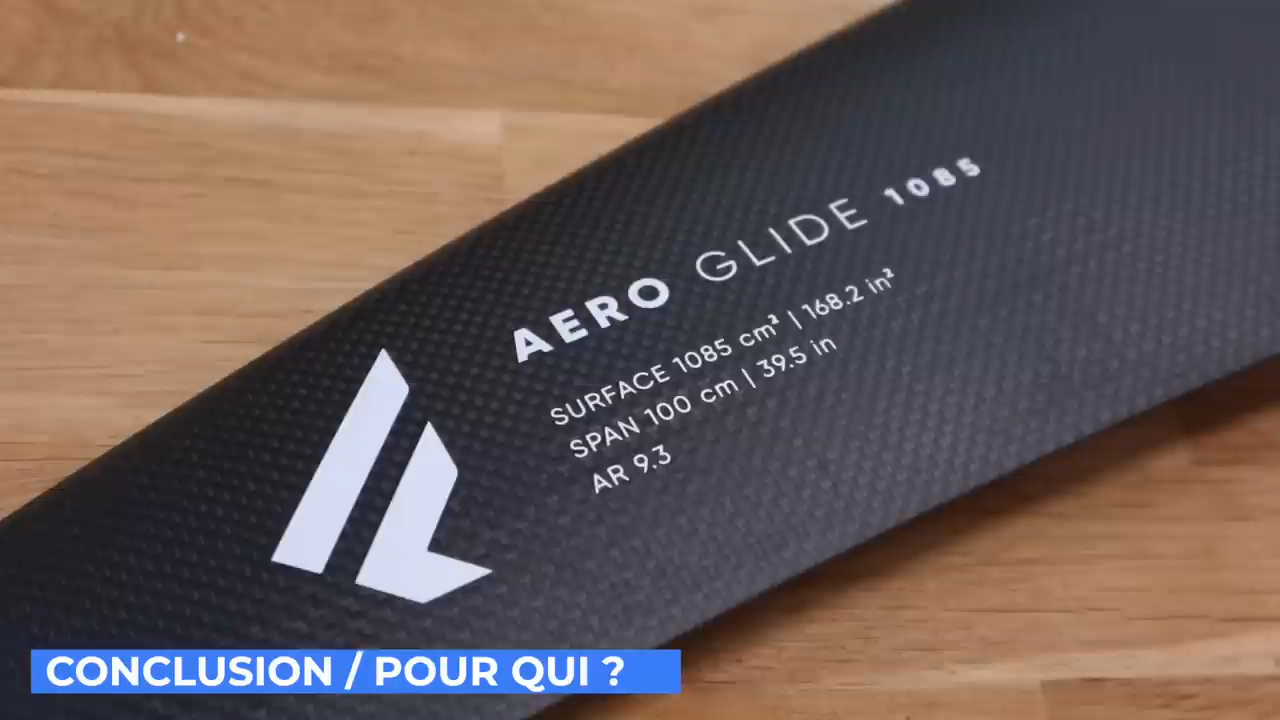 AERO GLIDE 1085
SURFACE 1085 cm² | 168.2 in²
SPAN 100 cm | 39.5 in
AR 9.3
CONCLUSION / POUR QUI ?